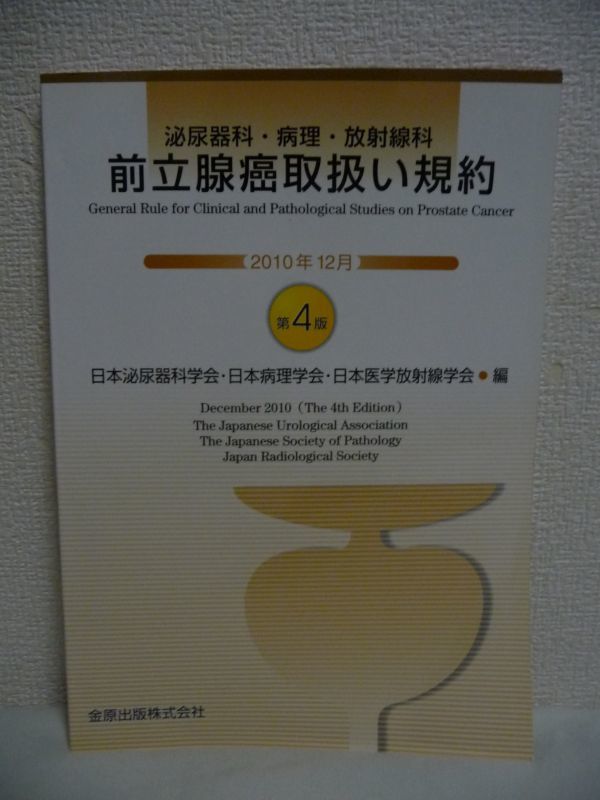 泌尿器科・病理・放射線科
前立腺癌取扱い規約
General Rule for Clinical and Pathological Studies on Prostate Cancer
2010年12月
第4版
日本泌尿器科学会・日本病理学会・日本医学放射線学会●編
December 2010（The 4th Edition）
The Japanese Urological Association
The Japanese Society of Pathology
Japan Radiological Society
金原出版株式会社